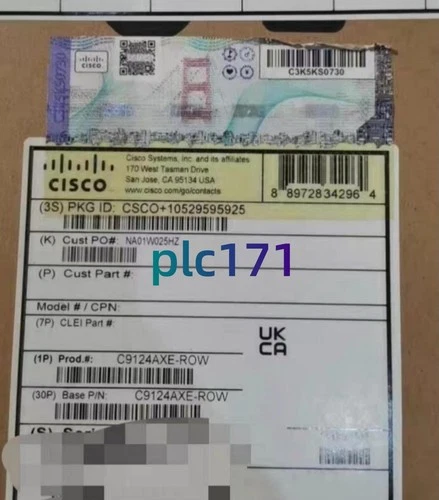 C3K5KS0730
CISCO
C3K5KS0730
Cisco Systems, Inc. and its affiliates
170 West Tasman Drive
San Jose, CA 95134 USA
www.cisco.com/go/contacts
CISCO
8 89728 34296 4
(3S) PKG ID: CSCO+10529595925
(K) Cust PO#: NA01W025HZ
plc171
(P) Cust Part#:
Model # / CPN:
(7P) CLEI Part #:
UK
CA
(1P) Prod.#: C9124AXE-ROW
(30P) Base P/N: C9124AXE-ROW